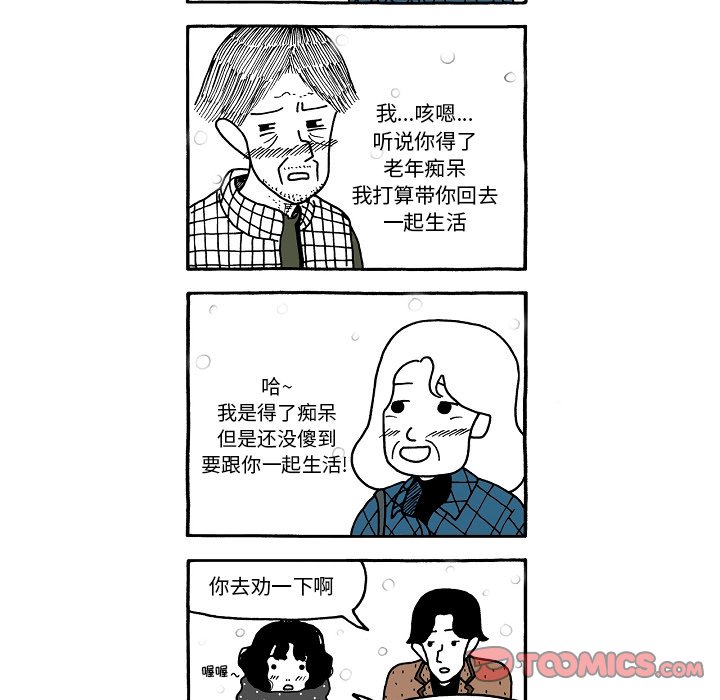 我...咳嗯...
听说你得了
老年痴呆
我打算带你回去
一起生活
哈~
我是得了痴呆
但是还没傻到
要跟你一起生活!
你去劝一下啊
喔喔~
TOOMICS.COM